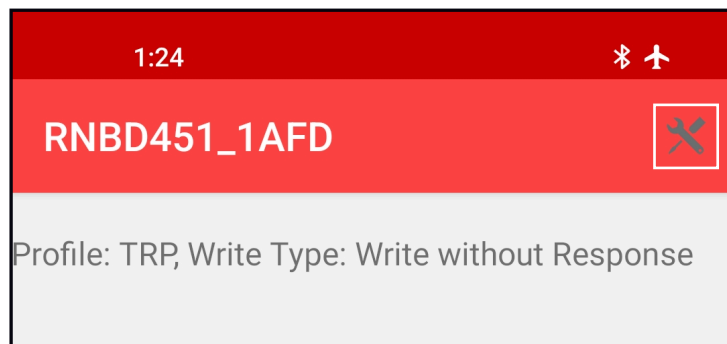 1:24
RNBD451_1AFD
Profile: TRP, Write Type: Write without Response